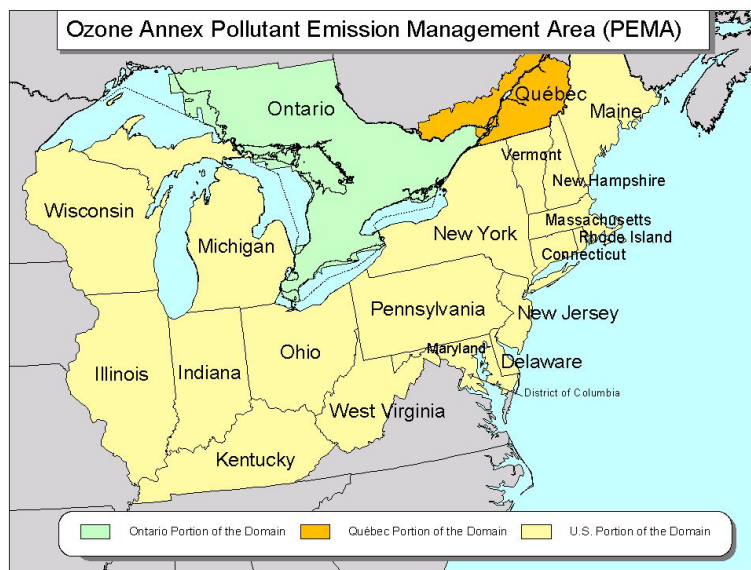 Ozone Annex Pollutant Emission Management Area (PEMA)
Québec
Ontario
Maine
Vermont
New Hampshire
Wisconsin
Massachusetts
New York
Rhode Island
Michigan
Connecticut
Pennsylvania
New Jersey
Maryland
Ohio
Delaware
Illinois
Indiana
District of Columbia
West Virginia
Kentucky
Ontario Portion of the Domain
Québec Portion of the Domain
U.S. Portion of the Domain